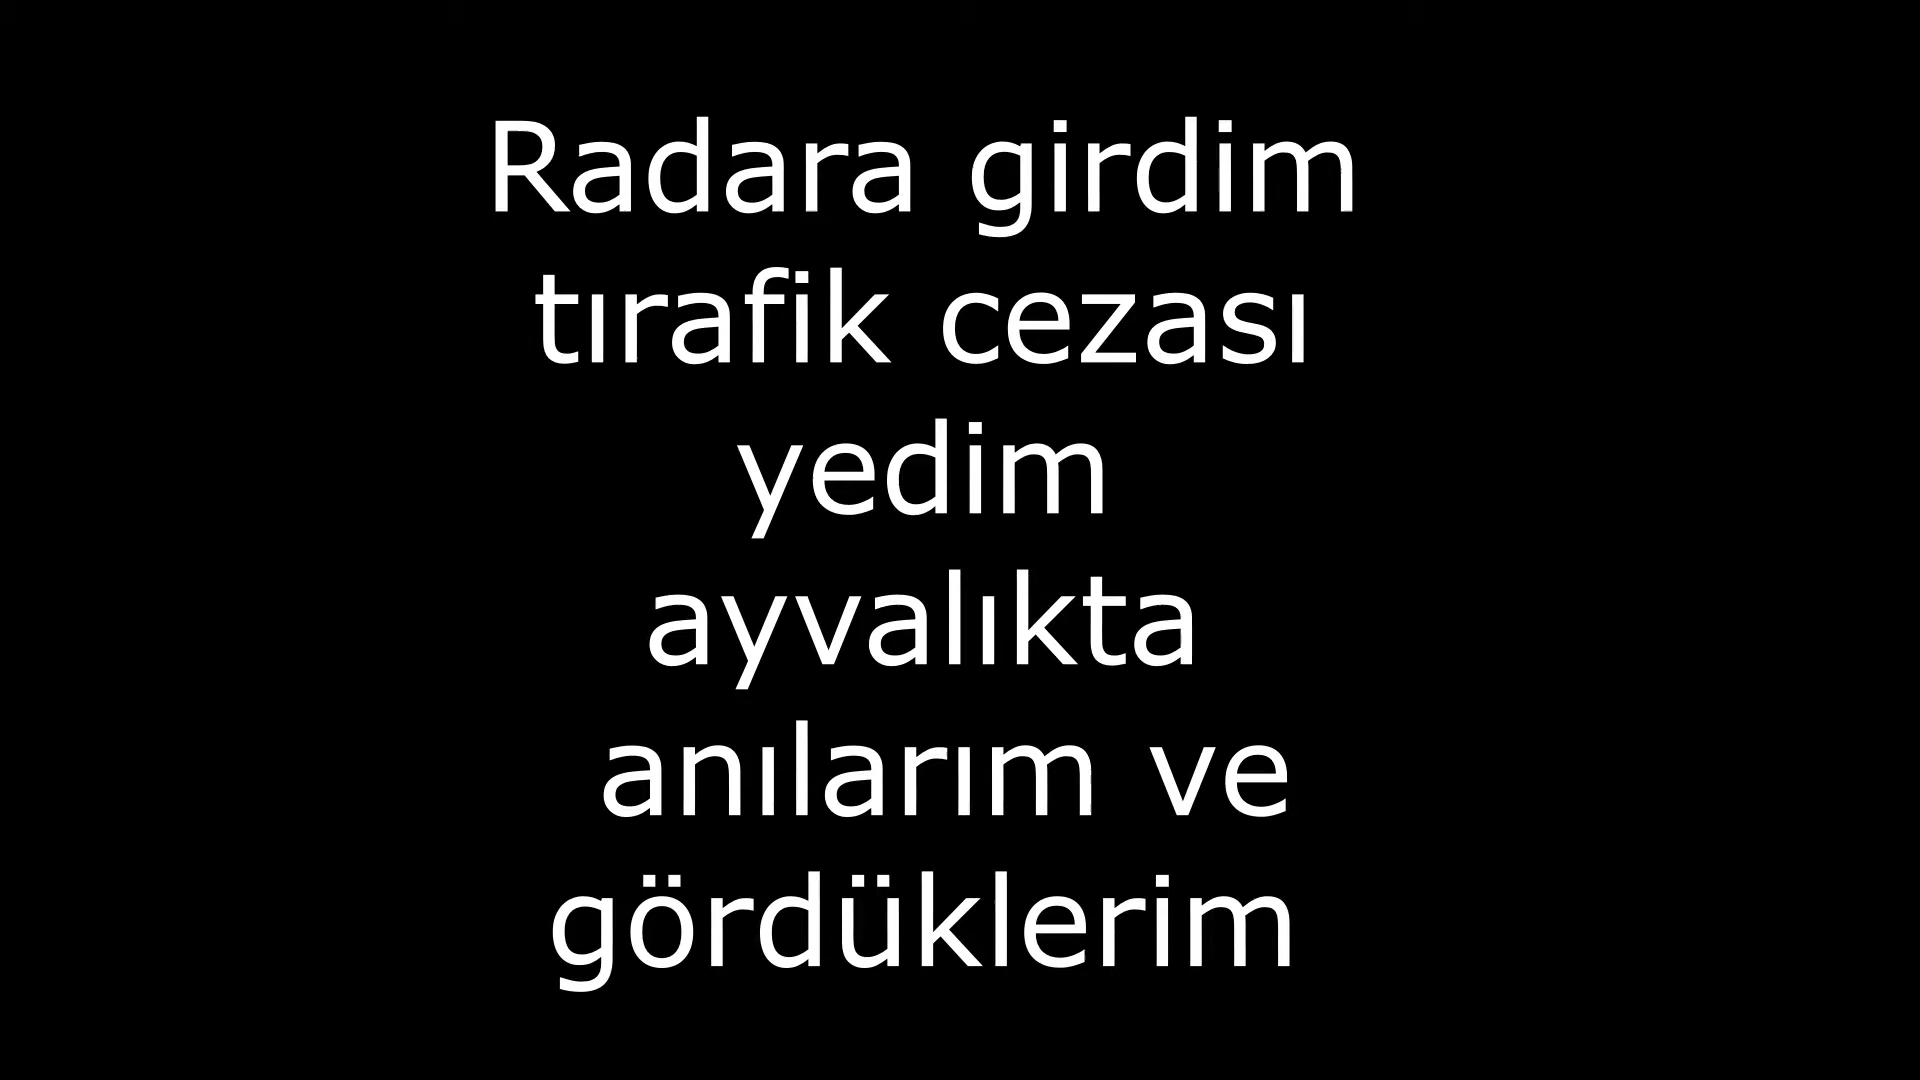 Radara girdim
tırafik cezası
yedim
ayvalıkta
anılarım ve
gördüklerim